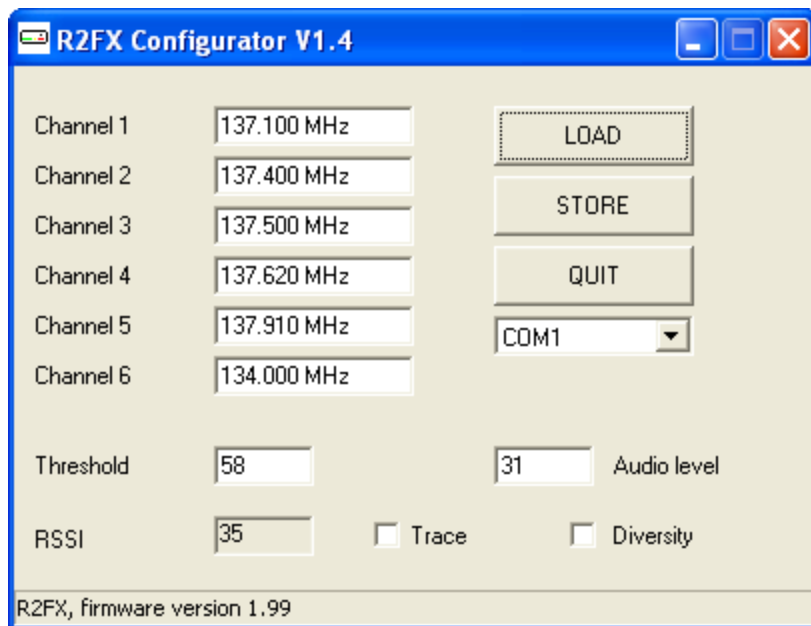 R2FX Configurator V1.4
Channel 1 137.100 MHz LOAD
Channel 2 137.400 MHz STORE
Channel 3 137.500 MHz
Channel 4 137.620 MHz QUIT
Channel 5 137.910 MHz COM1
Channel 6 134.000 MHz
Threshold 58 31 Audio level
RSSI 35 Trace Diversity
R2FX, firmware version 1.99